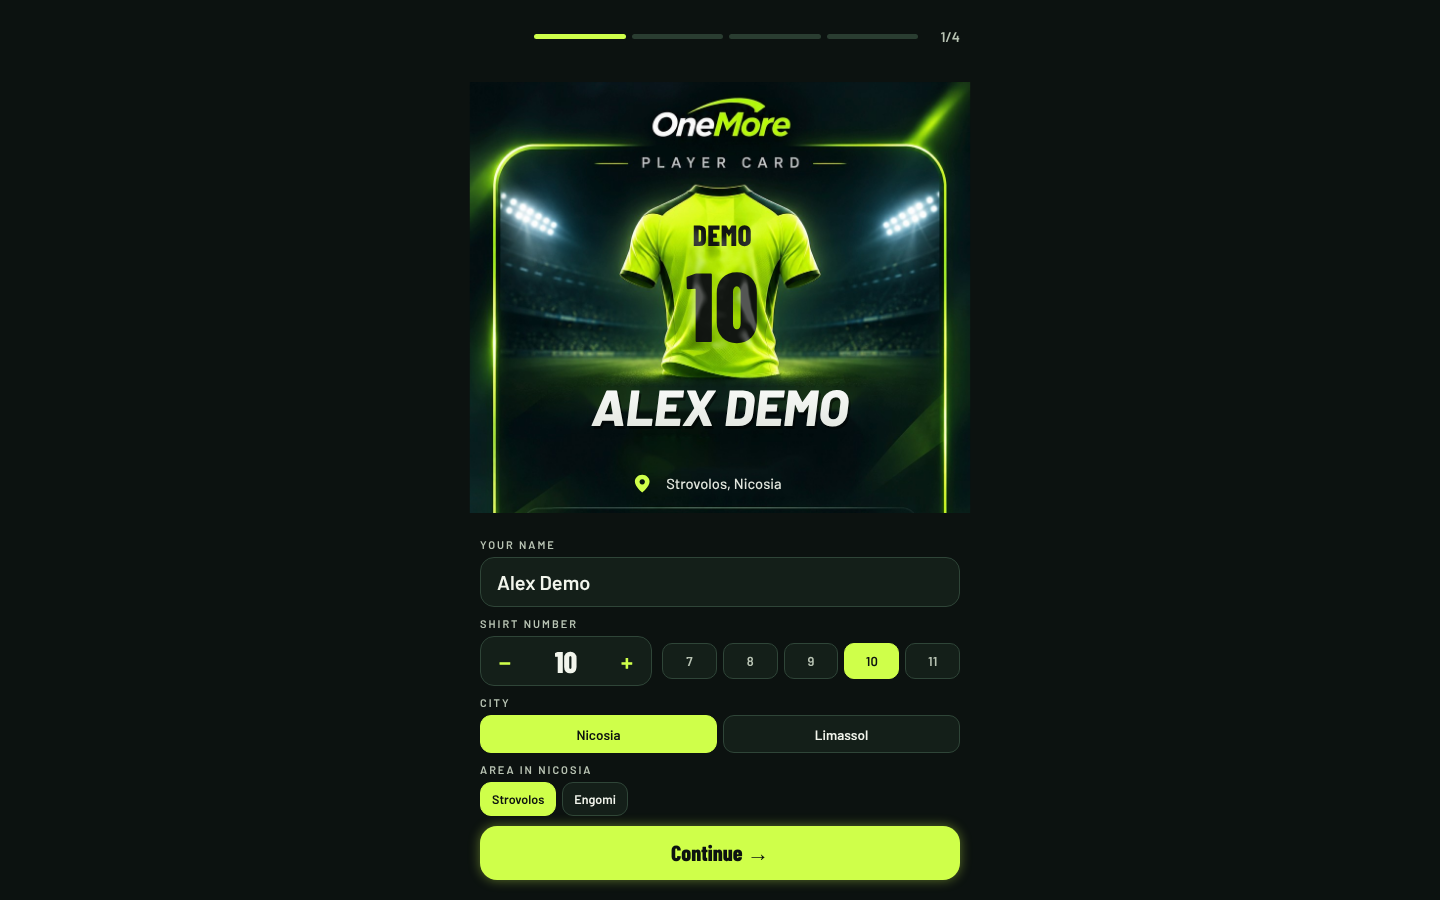 1/4
OneMore
PLAYER CARD
DEMO
10
ALEX DEMO
Strovolos, Nicosia
YOUR NAME
Alex Demo
SHIRT NUMBER
− 10 + 7 8 9 10 11
CITY
Nicosia Limassol
AREA IN NICOSIA
Strovolos Engomi
Continue →